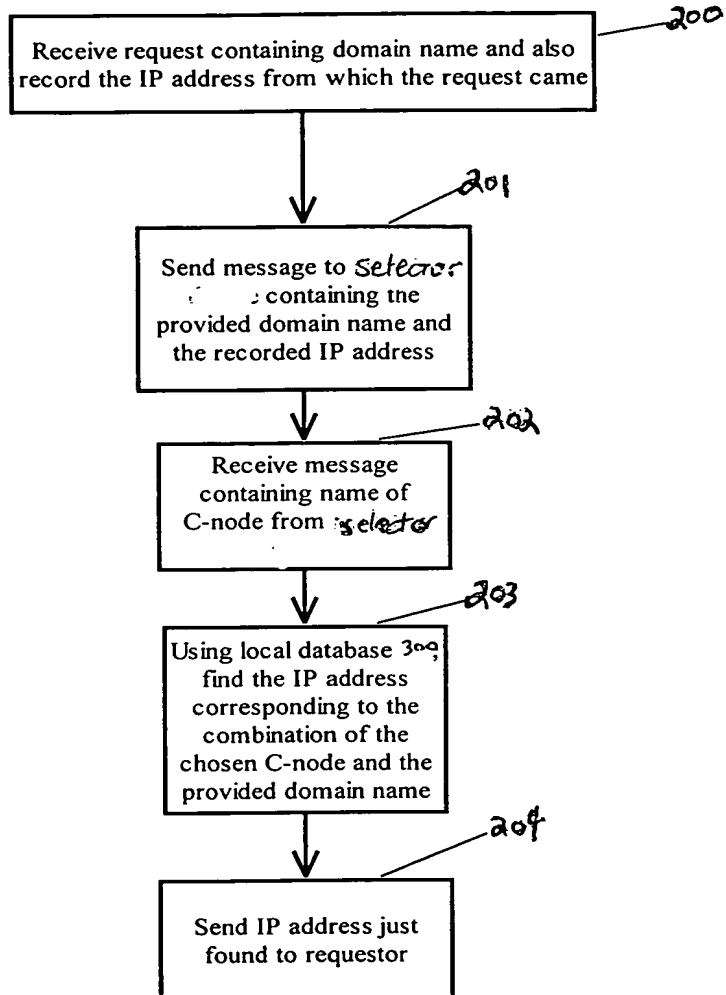 200
Receive request containing domain name and also
record the IP address from which the request came
201
Send message to selector
containing the
provided domain name and
the recorded IP address
202
Receive message
containing name of
C-node from selector
203
Using local database 300,
find the IP address
corresponding to the
combination of the
chosen C-node and the
provided domain name
204
Send IP address just
found to requestor